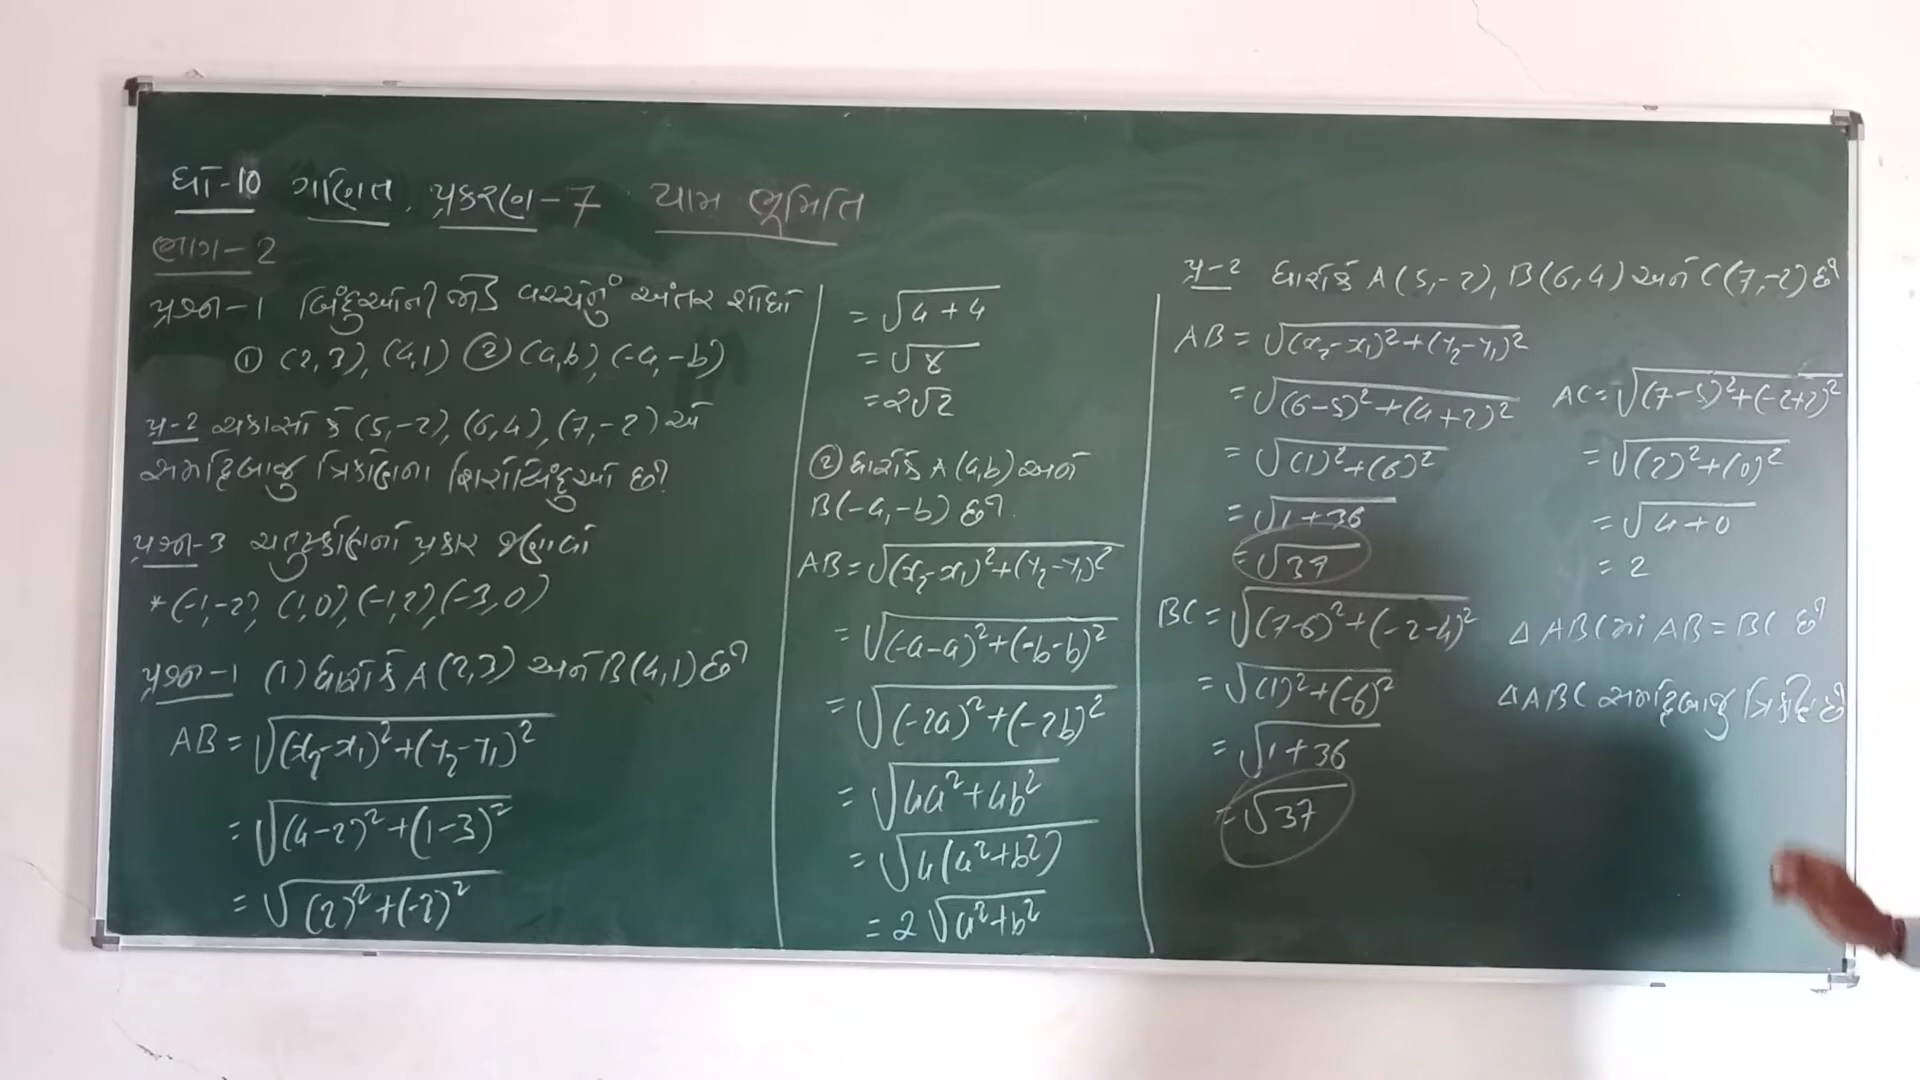 ધો-10 ગણિત, પ્રકરણ-7 યામ ભૂમિતિ
ભાગ-2
પ્રશ્ન-1 બિંદુઓની જોડ વચ્ચેનું અંતર શોધો
① (2,3), (4,1) ② (a,b), (-a,-b)
પ્ર-2 ચકાસો કે (5,-2), (6,4), (7,-2) એ
સમદ્વિબાજુ ત્રિકોણના શિરોબિંદુઓ છે?
પ્રશ્ન-3 ચતુષ્કોણનો પ્રકાર જણાવો
* (-1,-2), (1,0), (-1,2), (-3,0)
પ્રશ્ન-1 (1) ધારોકે A(2,3) અને B(4,1) છે
AB = √(x₂-x₁)²+(y₂-y₁)²
= √(4-2)²+(1-3)²
= √(2)²+(-2)²
= √4+4
= √8
= 2√2
② ધારોકે A(a,b) અને
B(-a,-b) છે.
AB = √(x₂-x₁)²+(y₂-y₁)²
= √(-a-a)²+(-b-b)²
= √(-2a)²+(-2b)²
= √4a²+4b²
= √4(a²+b²)
= 2√a²+b²
પ્ર-2 ધારોકે A(5,-2), B(6,4) અને C(7,-2) છે
AB = √(x₂-x₁)²+(y₂-y₁)²
= √(6-5)²+(4+2)²
= √(1)²+(6)²
= √1+36
= √37
BC = √(7-6)²+(-2-4)²
= √(1)²+(-6)²
= √1+36
= √37
AC = √(7-5)²+(-2+2)²
= √(2)²+(0)²
= √4+0
= 2
△ABCમાં AB = BC છે
△ABC સમદ્વિબાજુ ત્રિકોણ છે